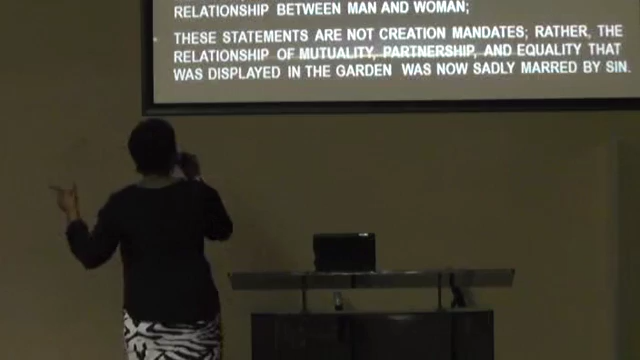 RELATIONSHIP BETWEEN MAN AND WOMAN;
THESE STATEMENTS ARE NOT CREATION MANDATES; RATHER, THE
RELATIONSHIP OF MUTUALITY, PARTNERSHIP, AND EQUALITY THAT
WAS DISPLAYED IN THE GARDEN WAS NOW SADLY MARRED BY SIN.